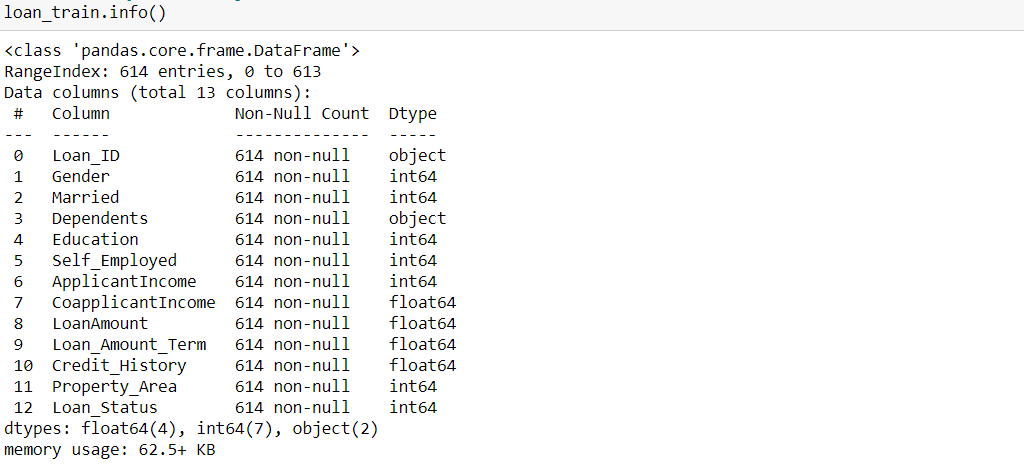 loan_train.info()
<class 'pandas.core.frame.DataFrame'>
RangeIndex: 614 entries, 0 to 613
Data columns (total 13 columns):
 #   Column             Non-Null Count  Dtype
---  ------             --------------  -----
 0   Loan_ID            614 non-null    object
 1   Gender             614 non-null    int64
 2   Married            614 non-null    int64
 3   Dependents         614 non-null    object
 4   Education          614 non-null    int64
 5   Self_Employed      614 non-null    int64
 6   ApplicantIncome    614 non-null    int64
 7   CoapplicantIncome  614 non-null    float64
 8   LoanAmount         614 non-null    float64
 9   Loan_Amount_Term   614 non-null    float64
 10  Credit_History     614 non-null    float64
 11  Property_Area      614 non-null    int64
 12  Loan_Status        614 non-null    int64
dtypes: float64(4), int64(7), object(2)
memory usage: 62.5+ KB